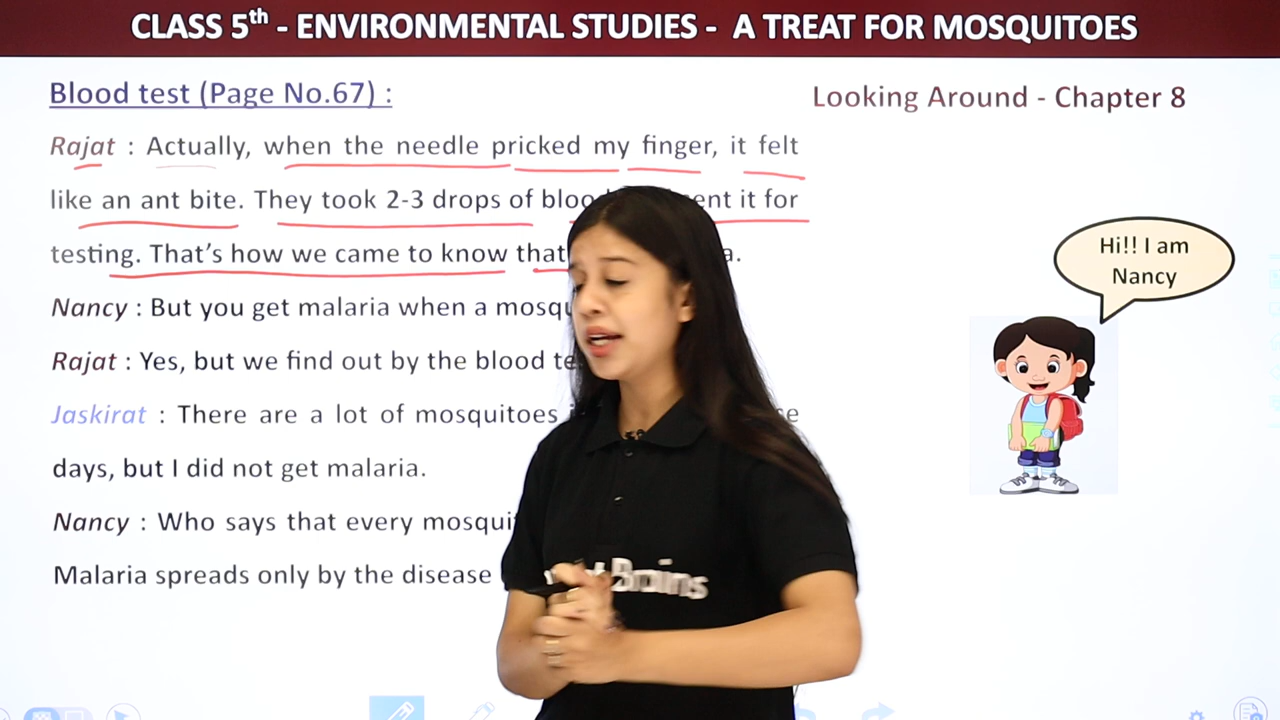 CLASS 5th - ENVIRONMENTAL STUDIES - A TREAT FOR MOSQUITOES
Blood test (Page No.67) :
Looking Around - Chapter 8
Rajat : Actually, when the needle pricked my finger, it felt
like an ant bite. They took 2-3 drops of for
testing. That's how we came to know that
Nancy : But you get malaria when a
Rajat : Yes, but we find out by the blood
Jaskirat : There are a lot of mosquitoes
days, but I did not get malaria.
Nancy : Who says that every
Malaria spreads only by the disease
Hi!! I am
Nancy
Brains